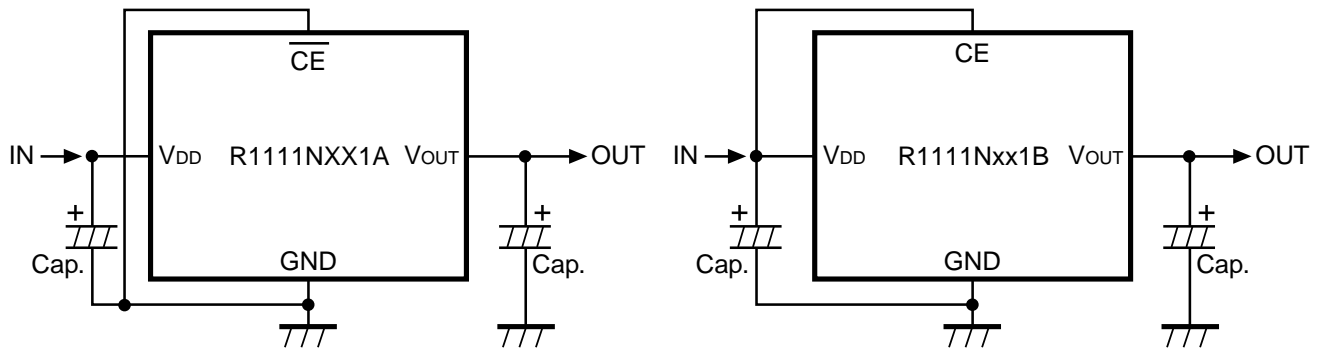 CE
IN VDD R1111NXX1A VOUT OUT
+ +
Cap. GND Cap.
CE
IN VDD R1111Nxx1B VOUT OUT
+ +
Cap. GND Cap.